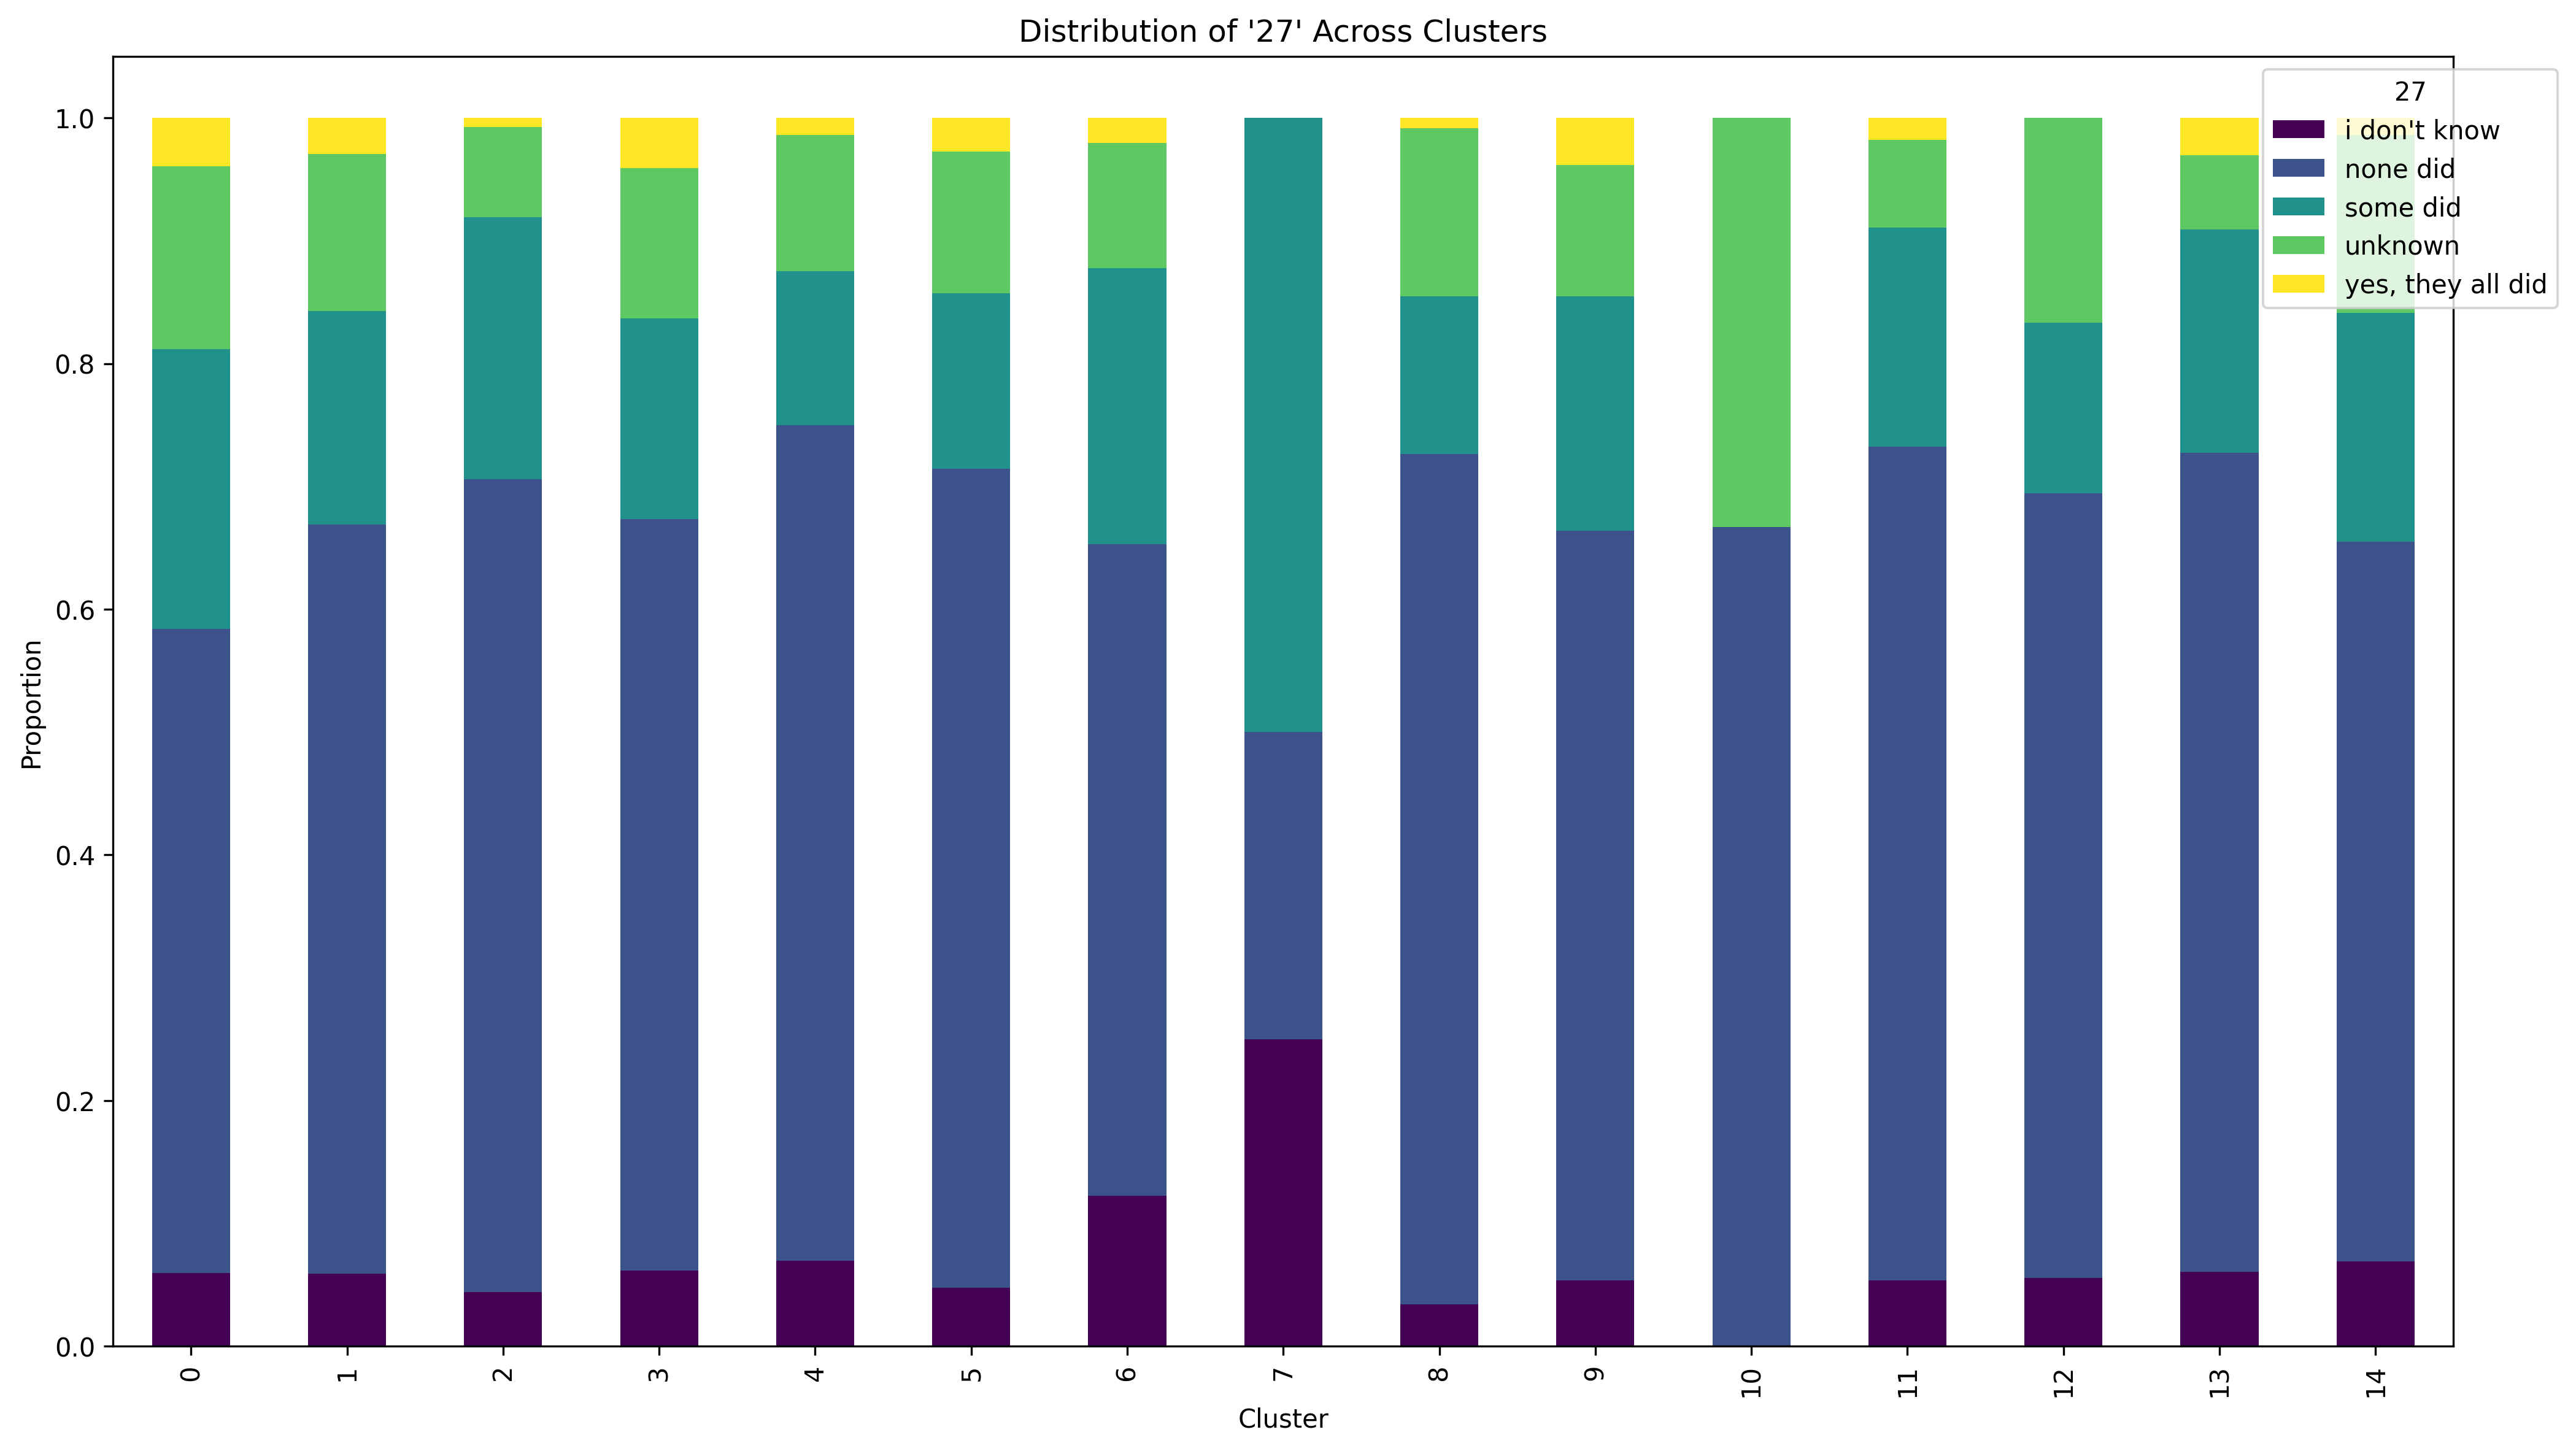 Distribution of '27' Across Clusters
27
i don't know
none did
some did
unknown
yes, they all did
Proportion
1.0
0.8
0.6
0.4
0.2
0.0
0 1 2 3 4 5 6 7 8 9 10 11 12 13 14
Cluster